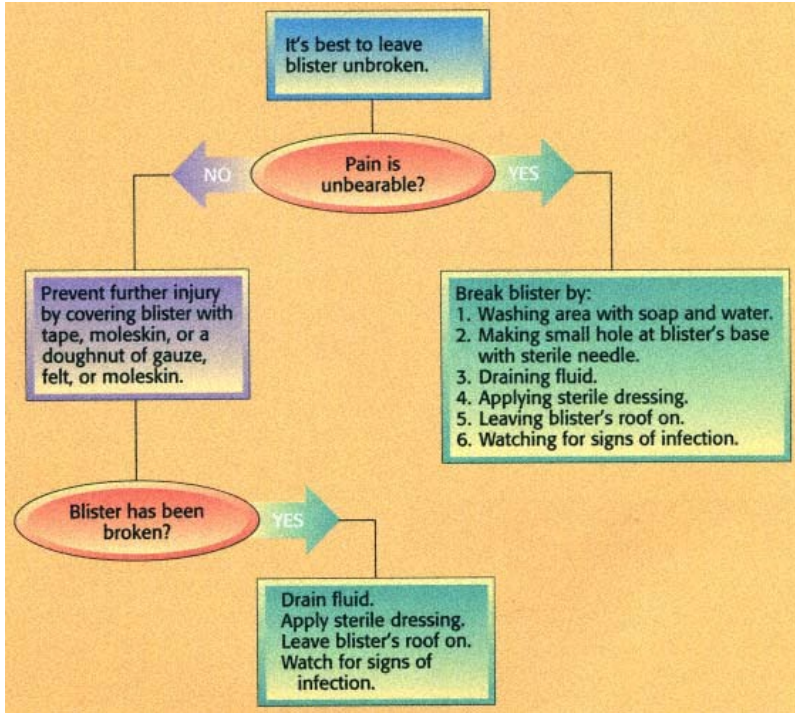 It's best to leave
blister unbroken.
Pain is
unbearable?
NO
YES
Prevent further injury
by covering blister with
tape, moleskin, or a
doughnut of gauze,
felt, or moleskin.
Break blister by:
1. Washing area with soap and water.
2. Making small hole at blister's base
with sterile needle.
3. Draining fluid.
4. Applying sterile dressing.
5. Leaving blister's roof on.
6. Watching for signs of infection.
Blister has been
broken?
YES
Drain fluid.
Apply sterile dressing.
Leave blister's roof on.
Watch for signs of
infection.